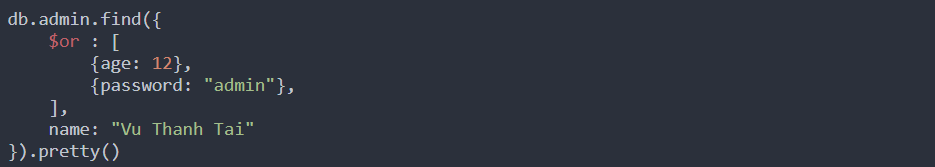 db.admin.find({
    $or : [
        {age: 12},
        {password: "admin"},
    ],
    name: "Vu Thanh Tai"
}).pretty()